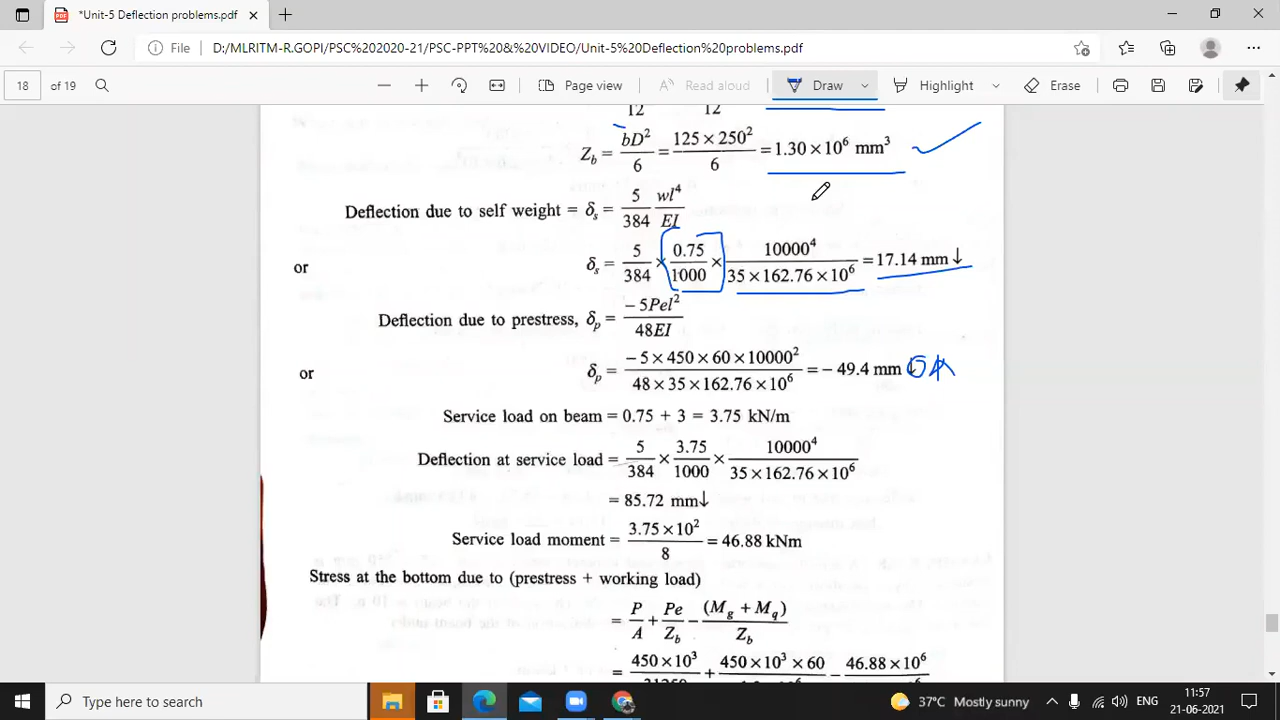 *Unit-5 Deflection problems.pdf
File D:/MLRITM-R.GOPI/PSC%202020-21/PSC-PPT%20&%20VIDEO/Unit-5%20Deflection%20problems.pdf
18 of 19 Page view Read aloud Draw Highlight Erase
12 12
Z_b = bD²/6 = 125 × 250²/6 = 1.30 × 10⁶ mm³
Deflection due to self weight = δ_s = 5/384 wl⁴/EI
or δ_s = 5/384 × 0.75/1000 × 10000⁴/35 × 162.76 × 10⁶ = 17.14 mm ↓
Deflection due to prestress, δ_p = − 5Pel²/48EI
or δ_p = − 5 × 450 × 60 × 10000²/48 × 35 × 162.76 × 10⁶ = − 49.4 mm
Service load on beam = 0.75 + 3 = 3.75 kN/m
Deflection at service load = 5/384 × 3.75/1000 × 10000⁴/35 × 162.76 × 10⁶
= 85.72 mm↓
Service load moment = 3.75 × 10²/8 = 46.88 kNm
Stress at the bottom due to (prestress + working load)
= P/A + Pe/Z_b − (M_g + M_q)/Z_b
= 450 × 10³/31250 + 450 × 10³ × 60 − 46.88 × 10⁶
Type here to search
37°C Mostly sunny ENG 11:57
21-06-2021